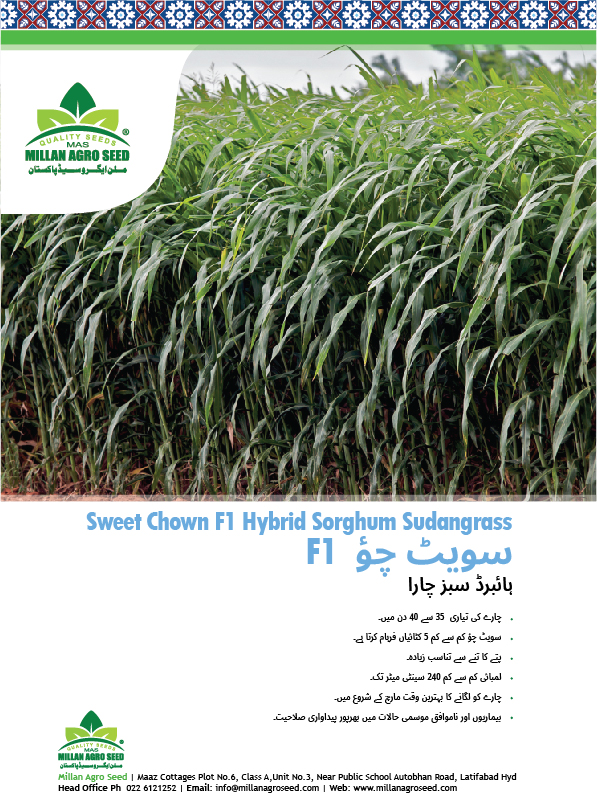 QUALITY SEEDS
MAS
MILLAN AGRO SEED ®
ملن ایگرو سیڈ پاکستان
Sweet Chown F1 Hybrid Sorghum Sudangrass
سویٹ چؤ F1
ہائبرڈ سبز چارا
• چارے کی تیاری 35 سے 40 دن میں۔
• سویٹ چؤ کم سے کم 5 کٹائیاں فراہم کرتا ہے۔
• پتے کا تنے سے تناسب زیادہ۔
• لمبائی کم سے کم 240 سینٹی میٹر تک۔
• چارے کو لگانے کا بہترین وقت مارچ کے شروع میں۔
• بیماریوں اور ناموافق موسمی حالات میں بھرپور پیداواری صلاحیت۔
QUALITY SEEDS
MAS
MILLAN AGRO SEED
ملن ایگرو سیڈ پاکستان
Millan Agro Seed | Maaz Cottages Plot No.6, Class A,Unit No.3, Near Public School Autobhan Road, Latifabad Hyd
Head Office Ph 022 6121252 | Email: info@millanagroseed.com | Web: www.millanagroseed.com